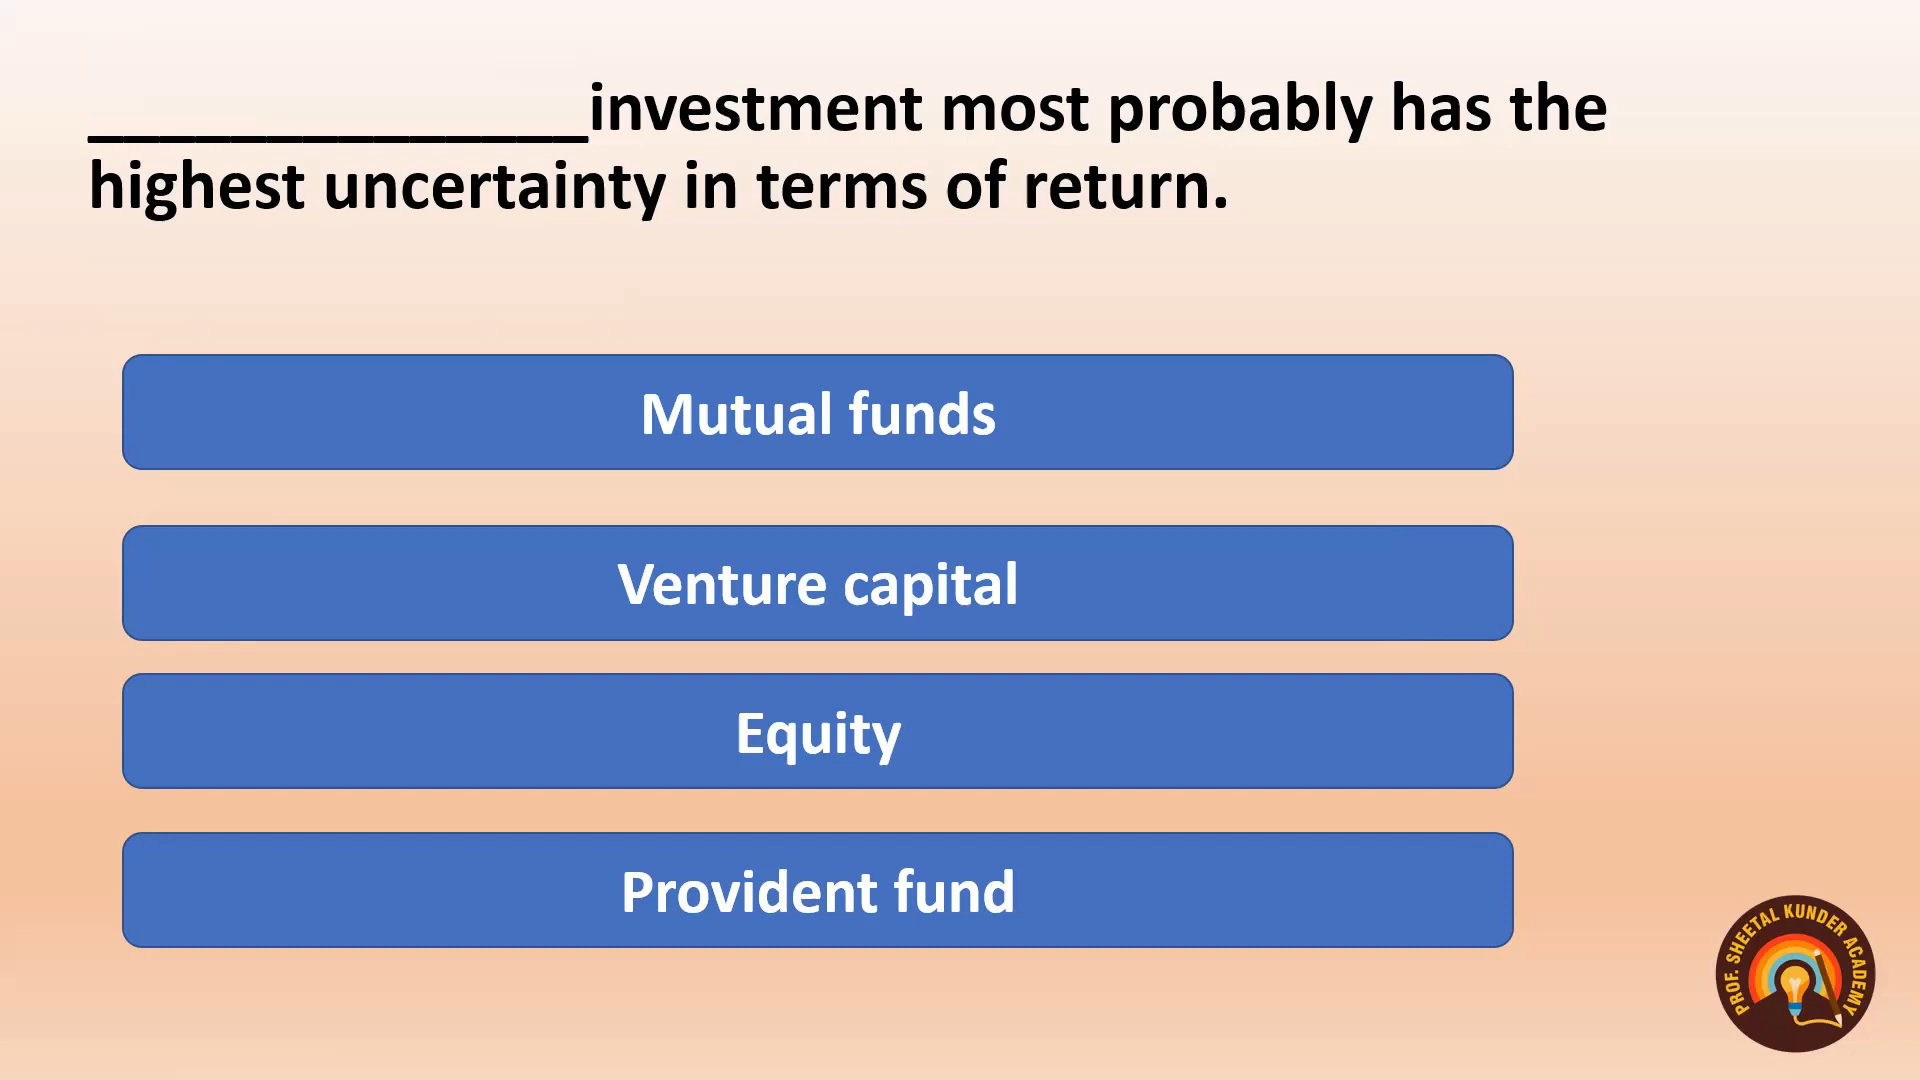 ______________investment most probably has the
highest uncertainty in terms of return.
Mutual funds
Venture capital
Equity
Provident fund
PROF. SHEETAL KUNDER ACADEMY